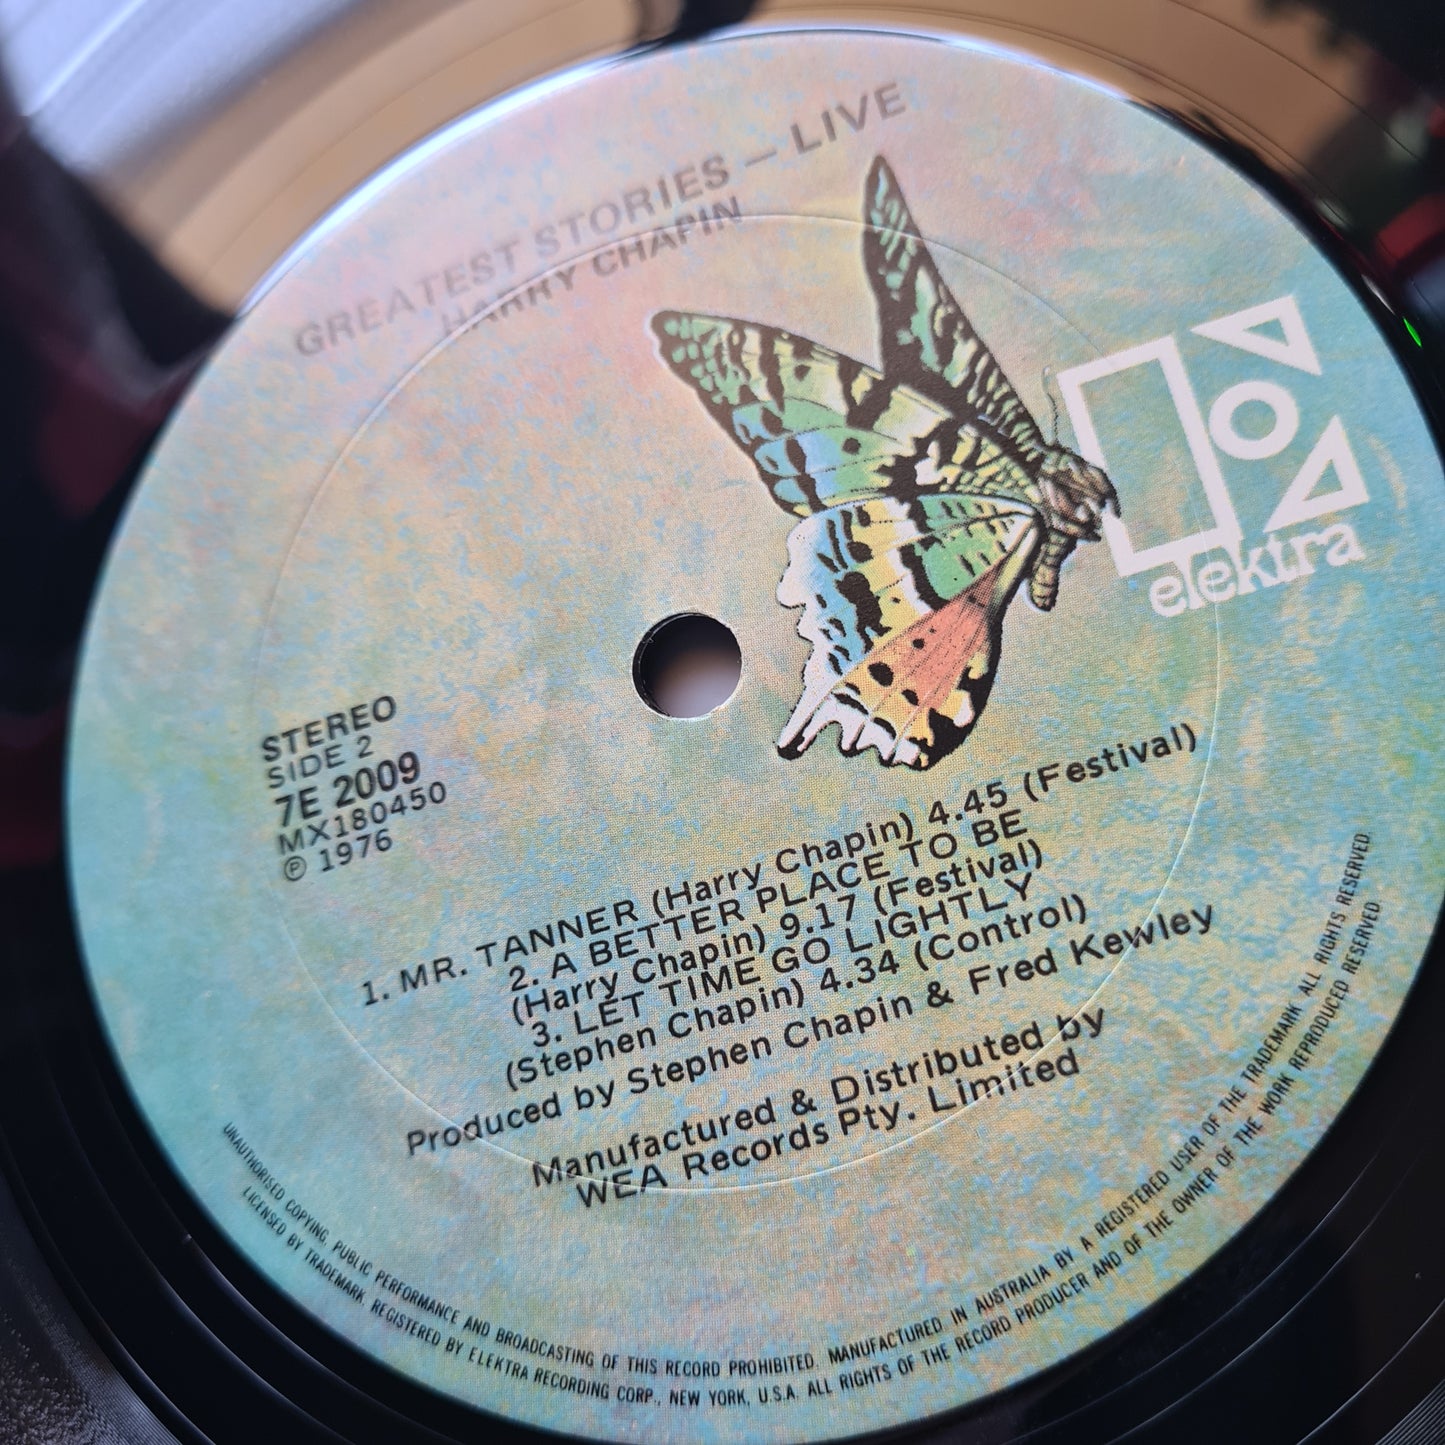 GREATEST STORIES — LIVE
HARRY CHAPIN
elektra
STEREO
SIDE 2
7E 2009
MX180450
Ⓟ 1976
1. MR. TANNER (Harry Chapin) 4.45 (Festival)
2. A BETTER PLACE TO BE
(Harry Chapin) 9.17 (Festival)
3. LET TIME GO LIGHTLY
(Stephen Chapin) 4.34 (Control)
Produced by Stephen Chapin & Fred Kewley
Manufactured & Distributed by
WEA Records Pty. Limited
UNAUTHORISED COPYING, PUBLIC PERFORMANCE AND BROADCASTING OF THIS RECORD PROHIBITED. MANUFACTURED IN AUSTRALIA BY A REGISTERED USER OF THE TRADEMARK. ALL RIGHTS RESERVED
LICENSED BY TRADEMARK REGISTERED BY ELEKTRA RECORDING CORP., NEW YORK, U.S.A. ALL RIGHTS OF THE RECORD PRODUCER AND OF THE OWNER OF THE WORK REPRODUCED RESERVED